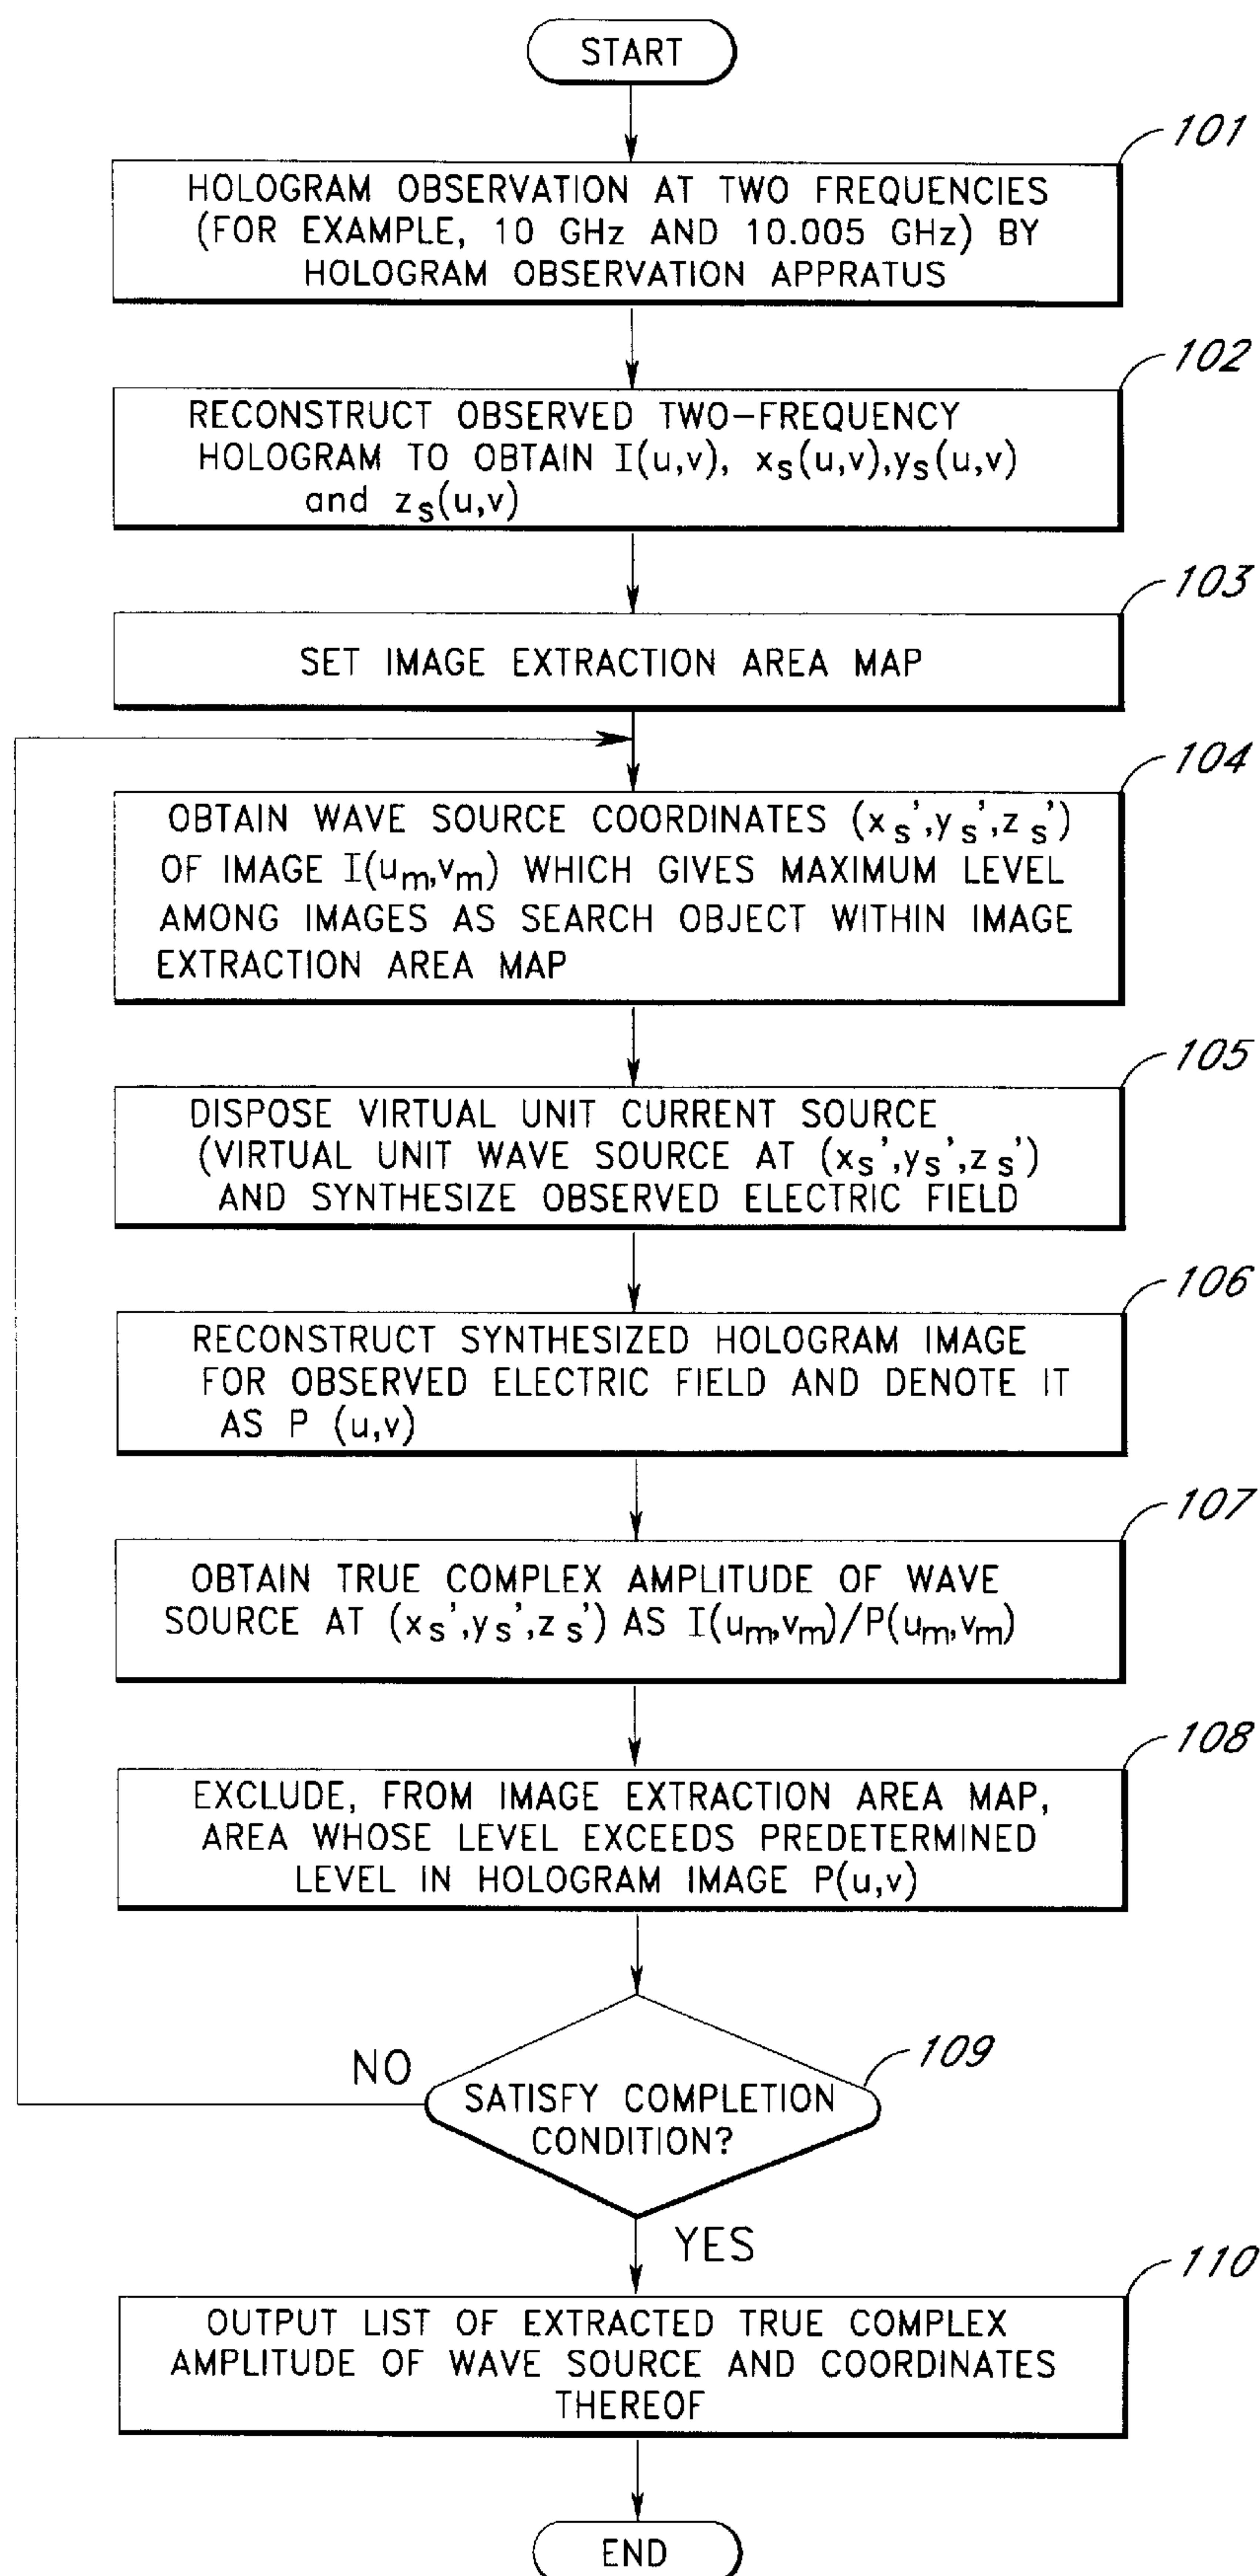 START
101
HOLOGRAM OBSERVATION AT TWO FREQUENCIES
(FOR EXAMPLE, 10 GHz AND 10.005 GHz) BY
HOLOGRAM OBSERVATION APPRATUS
102
RECONSTRUCT OBSERVED TWO-FREQUENCY
HOLOGRAM TO OBTAIN I(u,v), xs(u,v),ys(u,v)
and zs(u,v)
103
SET IMAGE EXTRACTION AREA MAP
104
OBTAIN WAVE SOURCE COORDINATES (xs',ys',zs')
OF IMAGE I(um,vm) WHICH GIVES MAXIMUM LEVEL
AMONG IMAGES AS SEARCH OBJECT WITHIN IMAGE
EXTRACTION AREA MAP
105
DISPOSE VIRTUAL UNIT CURRENT SOURCE
(VIRTUAL UNIT WAVE SOURCE AT (xs',ys',zs')
AND SYNTHESIZE OBSERVED ELECTRIC FIELD
106
RECONSTRUCT SYNTHESIZED HOLOGRAM IMAGE
FOR OBSERVED ELECTRIC FIELD AND DENOTE IT
AS P (u,v)
107
OBTAIN TRUE COMPLEX AMPLITUDE OF WAVE
SOURCE AT (xs',ys',zs') AS I(um,vm)/P(um,vm)
108
EXCLUDE, FROM IMAGE EXTRACTION AREA MAP,
AREA WHOSE LEVEL EXCEEDS PREDETERMINED
LEVEL IN HOLOGRAM IMAGE P(u,v)
109
NO
SATISFY COMPLETION
CONDITION?
YES
110
OUTPUT LIST OF EXTRACTED TRUE COMPLEX
AMPLITUDE OF WAVE SOURCE AND COORDINATES
THEREOF
END